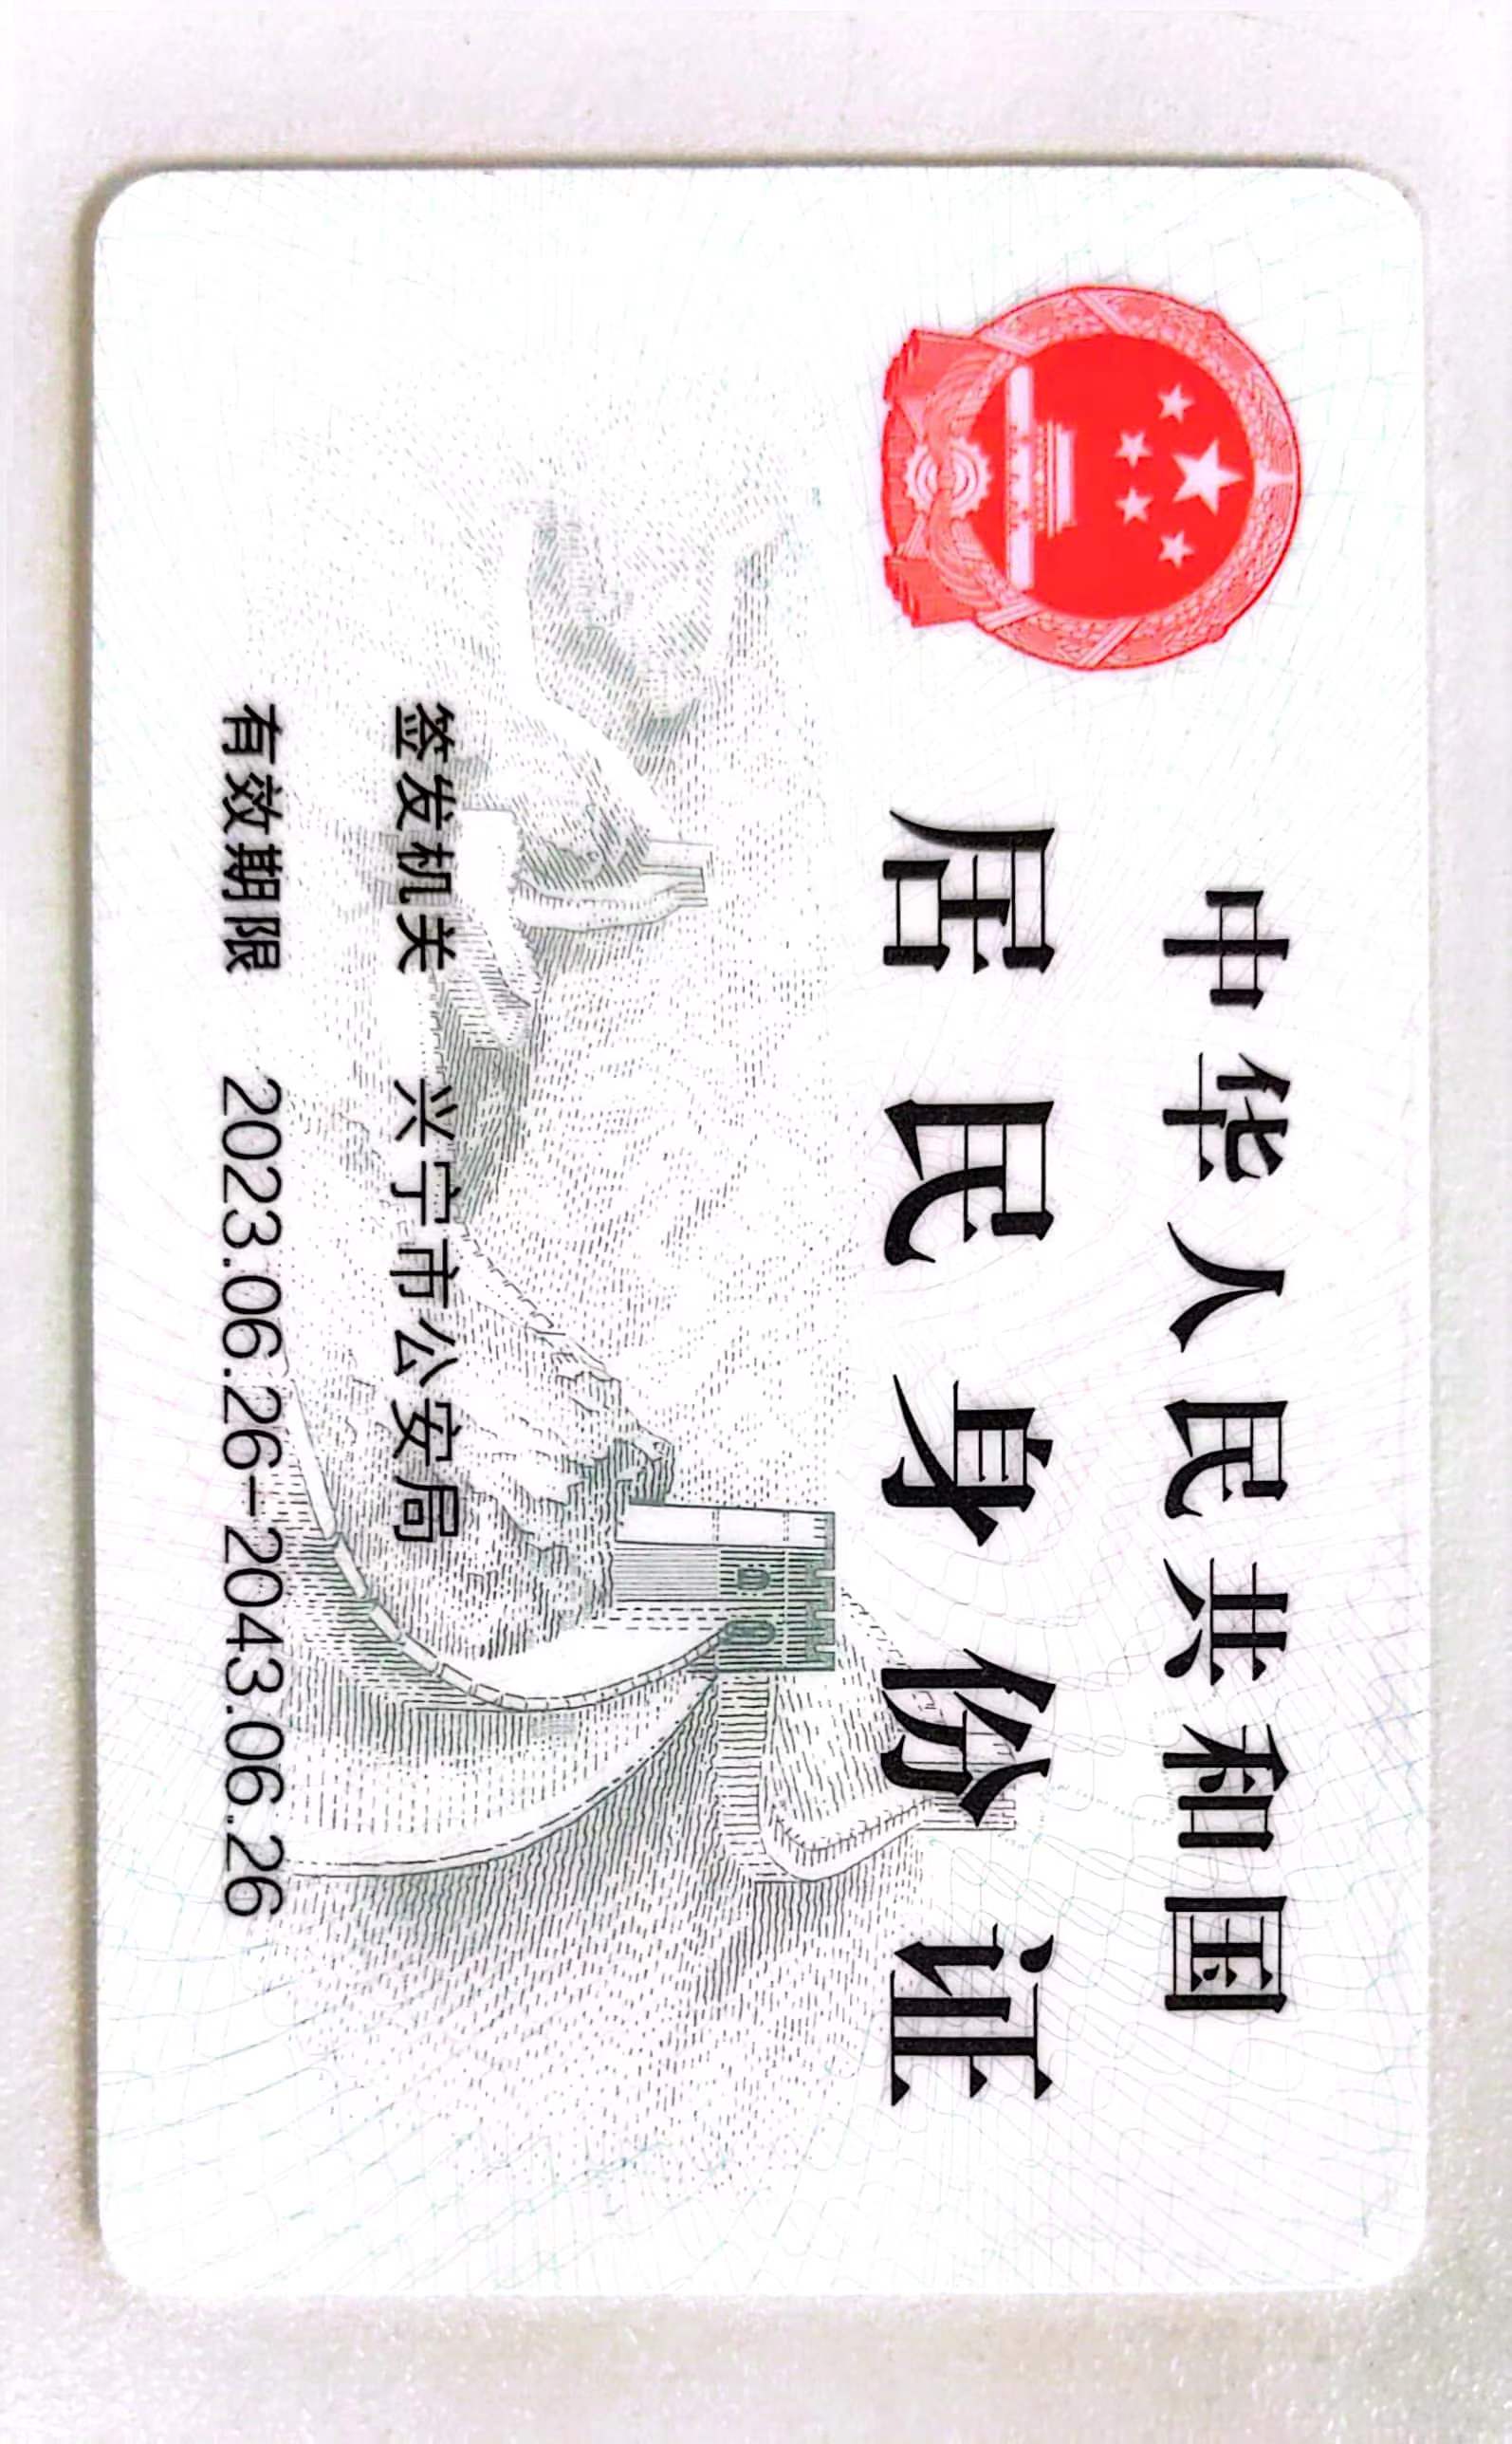 中华人民共和国
居民身份证
签发机关 兴宁市公安局
有效期限 2023.06.26-2043.06.26